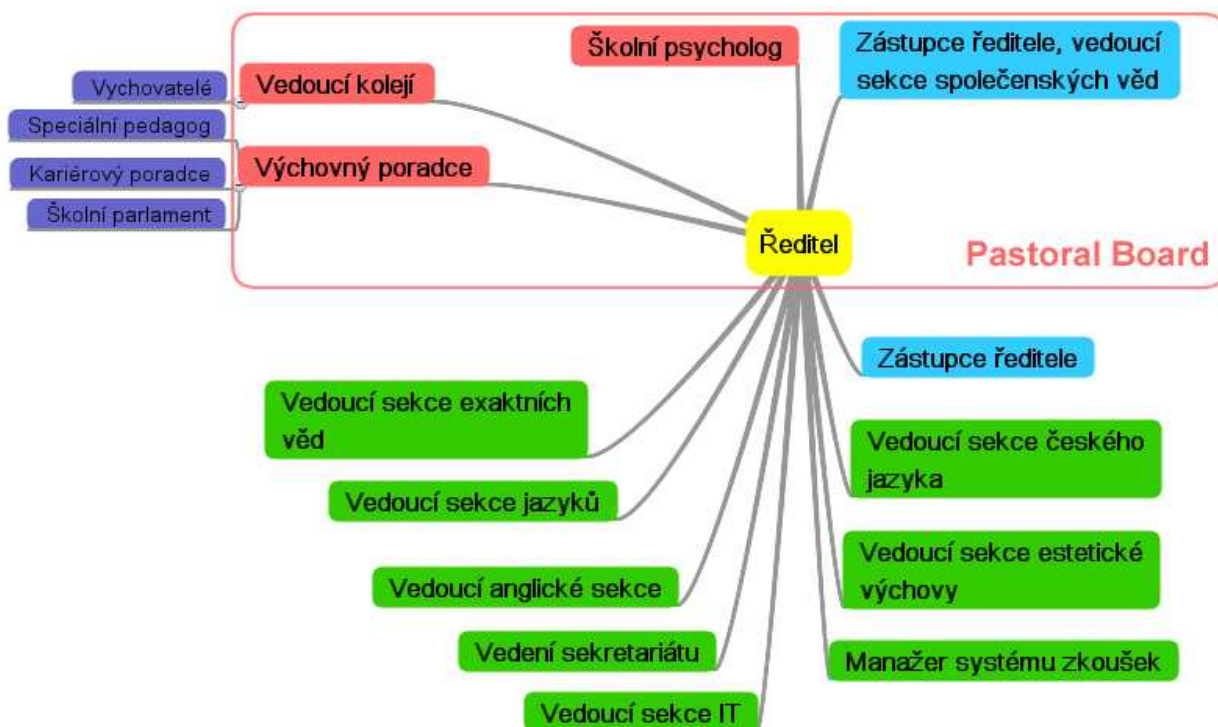 Školní psycholog
Zástupce ředitele, vedoucí
sekce společenských věd
Vychovatelé
Vedoucí kolejí
Speciální pedagog
Kariérový poradce
Výchovný poradce
Školní parlament
Ředitel
Pastoral Board
Zástupce ředitele
Vedoucí sekce exaktních
věd
Vedoucí sekce českého
jazyka
Vedoucí sekce jazyků
Vedoucí sekce estetické
výchovy
Vedoucí anglické sekce
Vedení sekretariátu
Manažer systému zkoušek
Vedoucí sekce IT